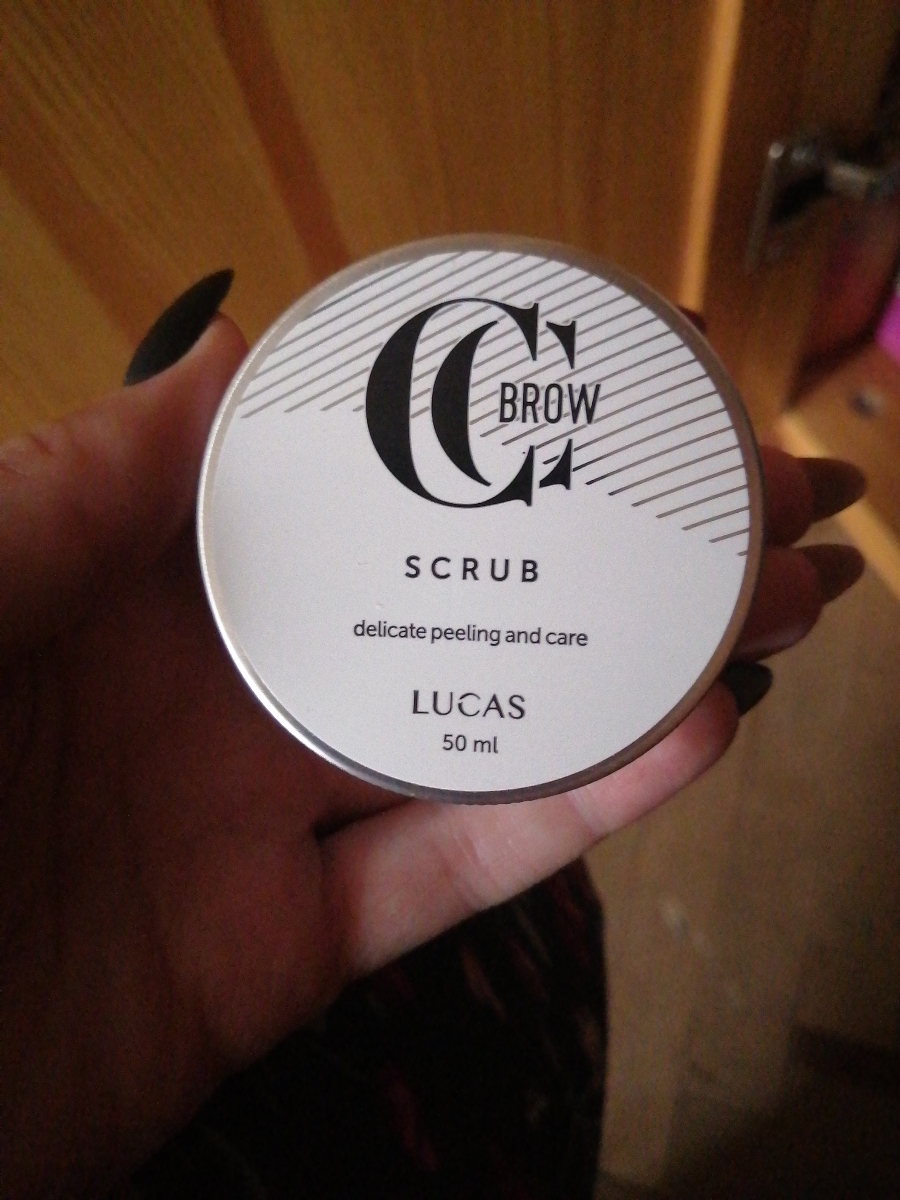 CC BROW
SCRUB
delicate peeling and care
LUCAS
50 ml